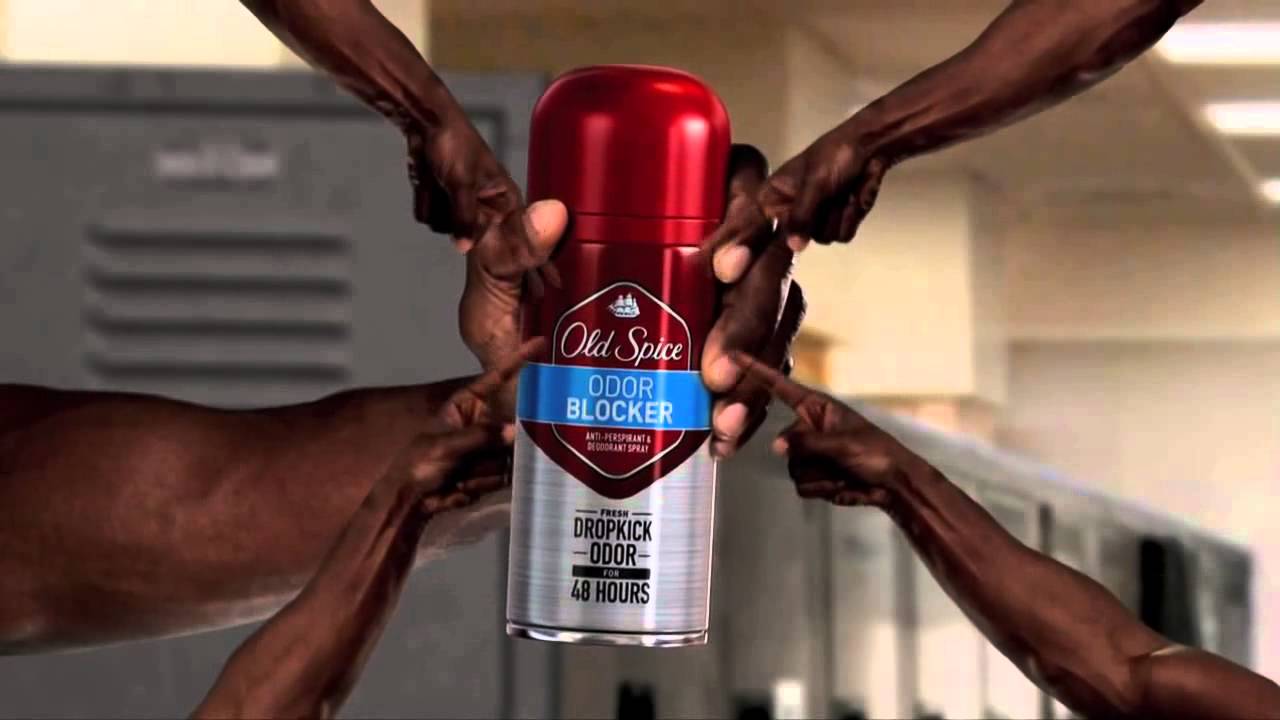 Old Spice
ODOR
BLOCKER
ANTI-PERSPIRANT &
DEODORANT SPRAY
FRESH
DROPKICK
ODOR
FOR
48 HOURS